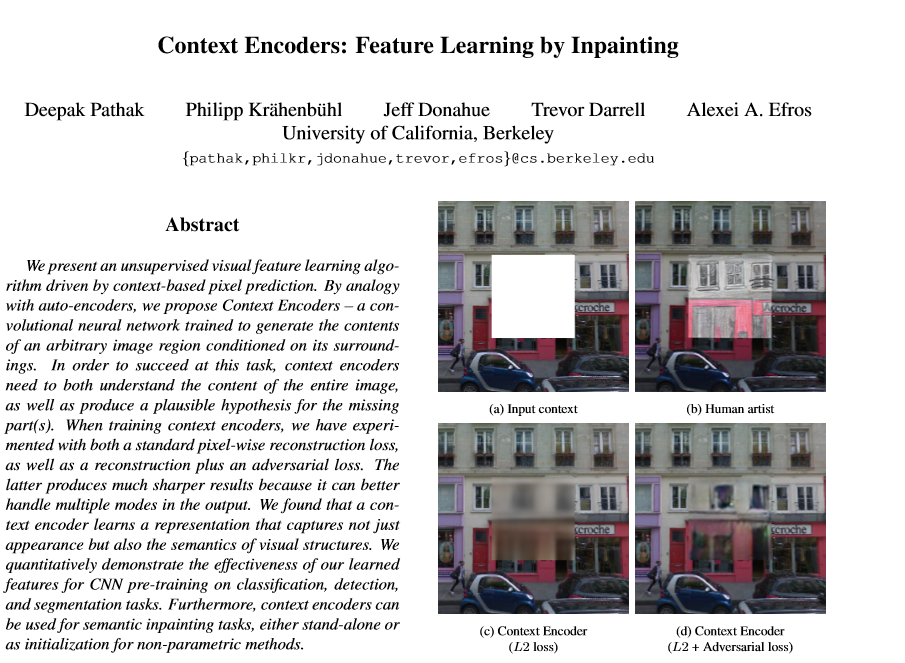 Context Encoders: Feature Learning by Inpainting
Deepak Pathak Philipp Krähenbühl Jeff Donahue Trevor Darrell Alexei A. Efros
University of California, Berkeley
{pathak,philkr,jdonahue,trevor,efros}@cs.berkeley.edu
Abstract
We present an unsupervised visual feature learning algo-
rithm driven by context-based pixel prediction. By analogy
with auto-encoders, we propose Context Encoders – a con-
volutional neural network trained to generate the contents
of an arbitrary image region conditioned on its surround-
ings. In order to succeed at this task, context encoders
need to both understand the content of the entire image,
as well as produce a plausible hypothesis for the missing
part(s). When training context encoders, we have experi-
mented with both a standard pixel-wise reconstruction loss,
as well as a reconstruction plus an adversarial loss. The
latter produces much sharper results because it can better
handle multiple modes in the output. We found that a con-
text encoder learns a representation that captures not just
appearance but also the semantics of visual structures. We
quantitatively demonstrate the effectiveness of our learned
features for CNN pre-training on classification, detection,
and segmentation tasks. Furthermore, context encoders can
be used for semantic inpainting tasks, either stand-alone or
as initialization for non-parametric methods.
(a) Input context
(b) Human artist
(c) Context Encoder
(L2 loss)
(d) Context Encoder
(L2 + Adversarial loss)